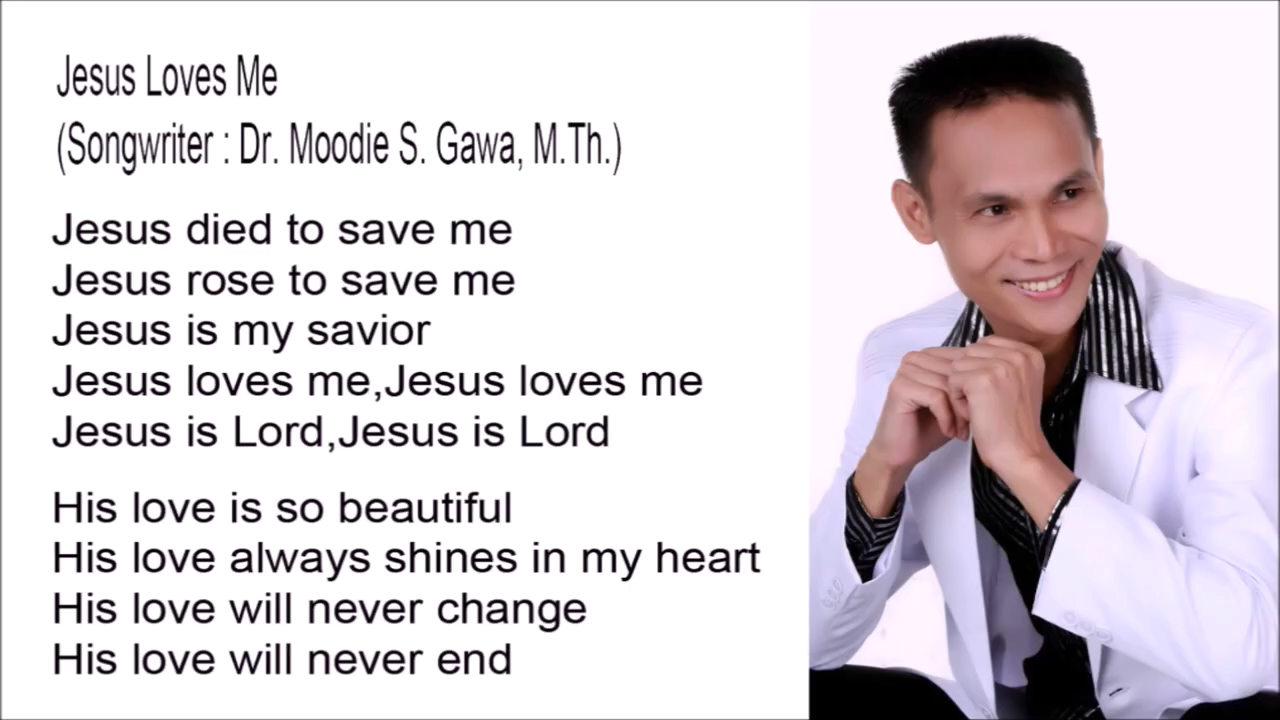 Jesus Loves Me
(Songwriter : Dr. Moodie S. Gawa, M.Th.)
Jesus died to save me
Jesus rose to save me
Jesus is my savior
Jesus loves me,Jesus loves me
Jesus is Lord,Jesus is Lord
His love is so beautiful
His love always shines in my heart
His love will never change
His love will never end